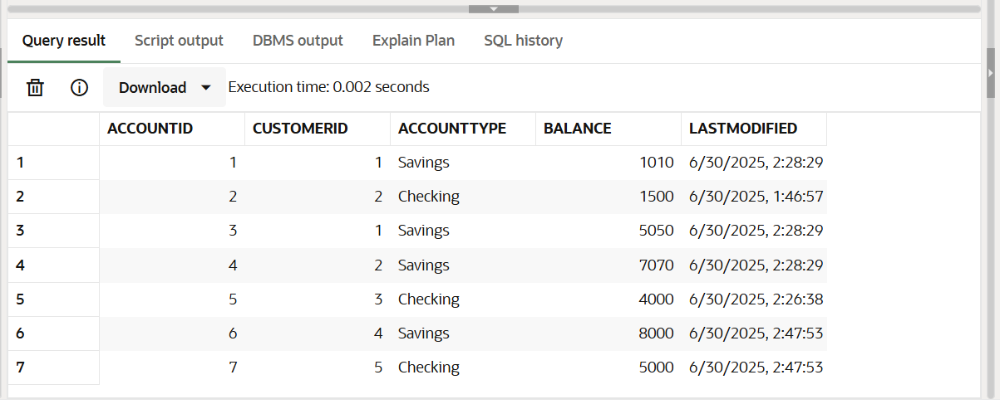 Query result Script output DBMS output Explain Plan SQL history
Download Execution time: 0.002 seconds
ACCOUNTID CUSTOMERID ACCOUNTTYPE BALANCE LASTMODIFIED
1 1 1 Savings 1010 6/30/2025, 2:28:29
2 2 2 Checking 1500 6/30/2025, 1:46:57
3 3 1 Savings 5050 6/30/2025, 2:28:29
4 4 2 Savings 7070 6/30/2025, 2:28:29
5 5 3 Checking 4000 6/30/2025, 2:26:38
6 6 4 Savings 8000 6/30/2025, 2:47:53
7 7 5 Checking 5000 6/30/2025, 2:47:53